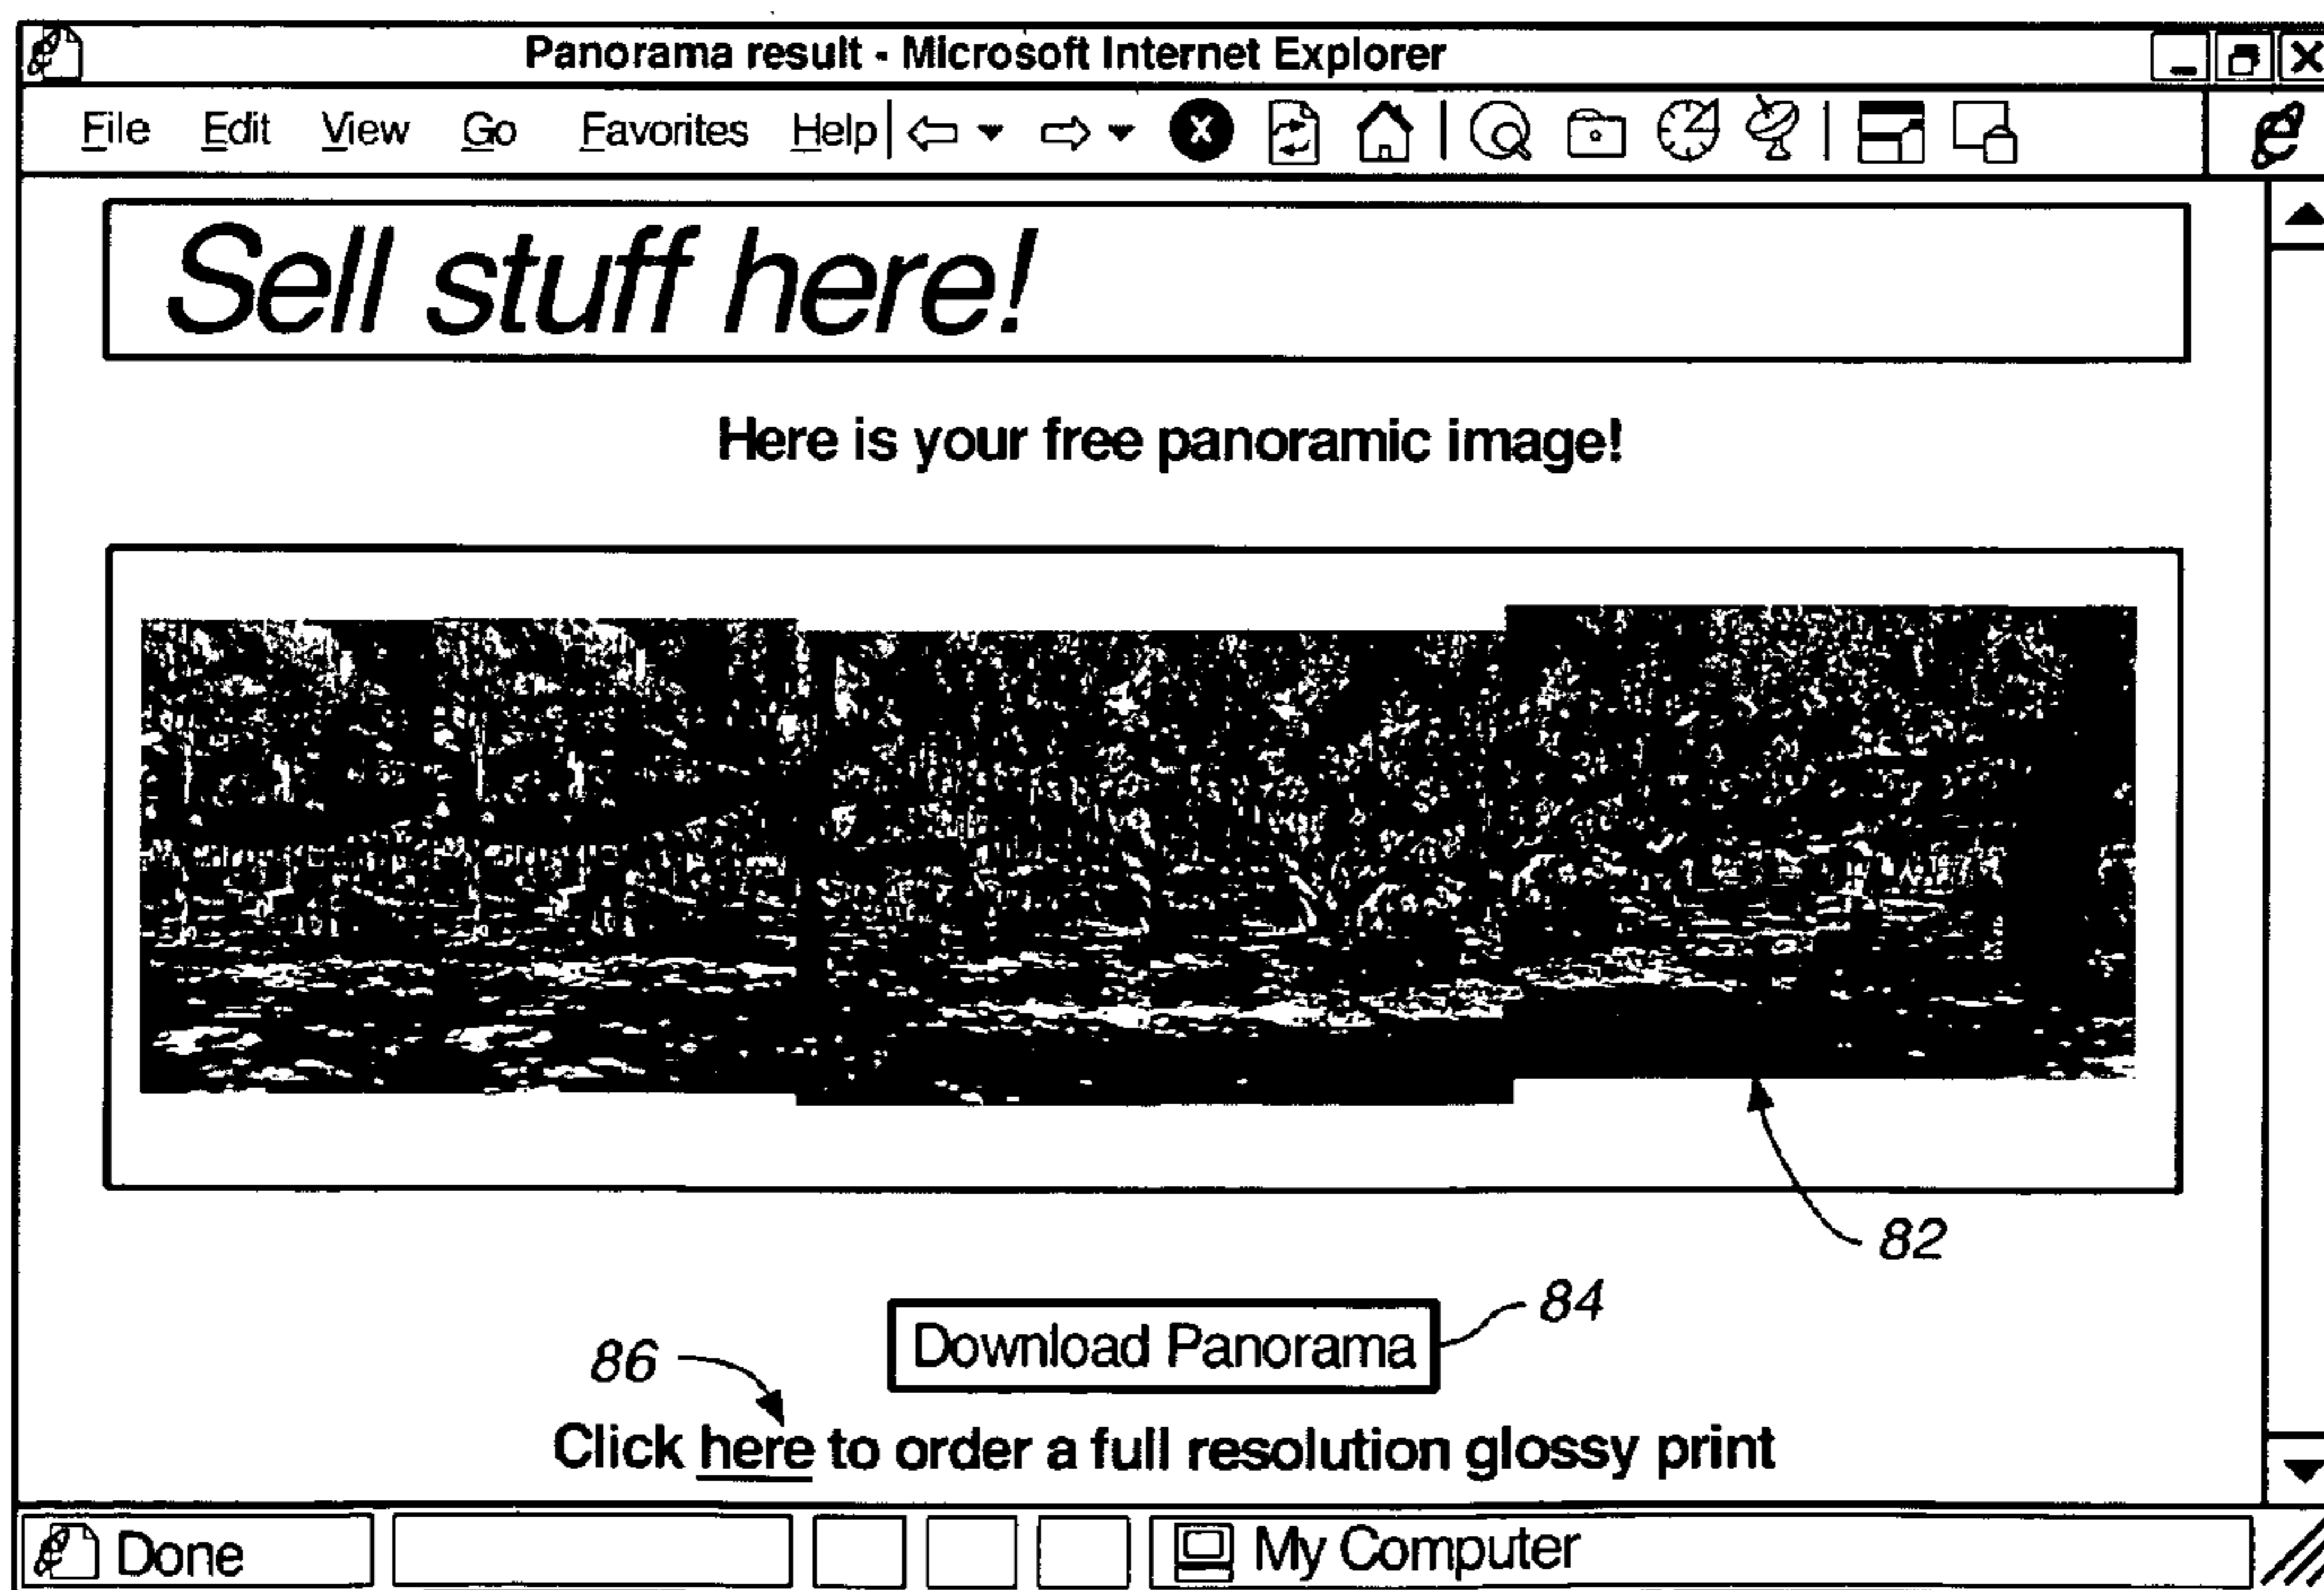 Panorama result - Microsoft Internet Explorer
File Edit View Go Favorites Help
Sell stuff here!
Here is your free panoramic image!
82
84
Download Panorama
86
Click here to order a full resolution glossy print
Done My Computer